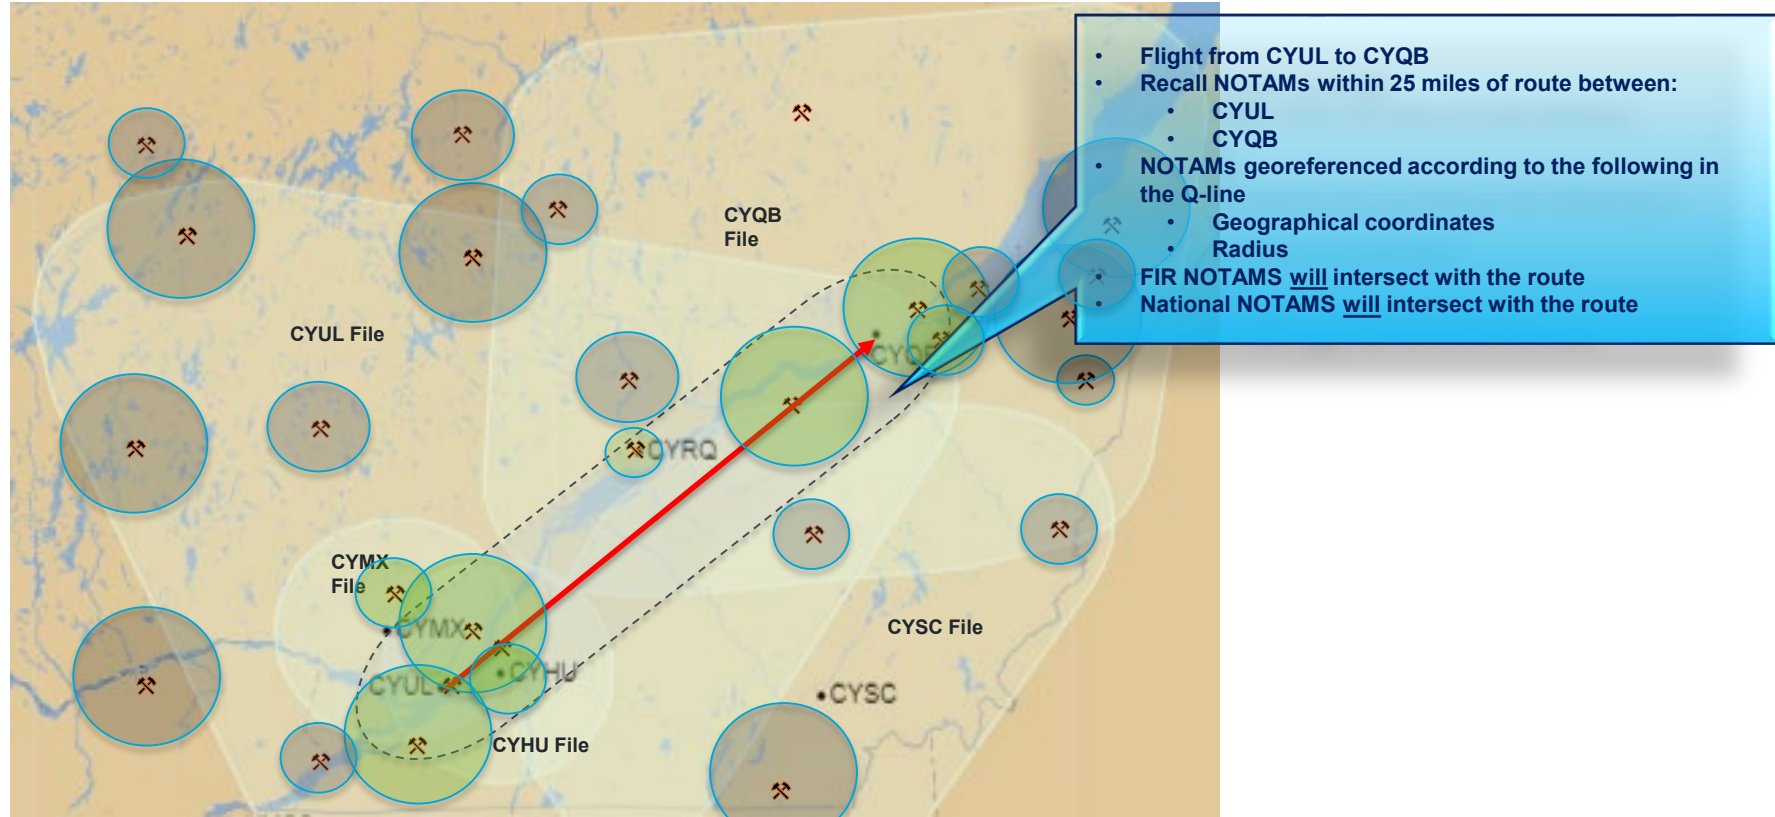 • Flight from CYUL to CYQB
• Recall NOTAMs within 25 miles of route between:
• CYUL
• CYQB
• NOTAMs georeferenced according to the following in
the Q-line
• Geographical coordinates
• Radius
• FIR NOTAMS will intersect with the route
• National NOTAMS will intersect with the route
CYQB
File
CYUL File
CYQB
CYRQ
CYMX
File
CYMX
CYHU
CYUL
CYSC File
CYSC
CYHU File